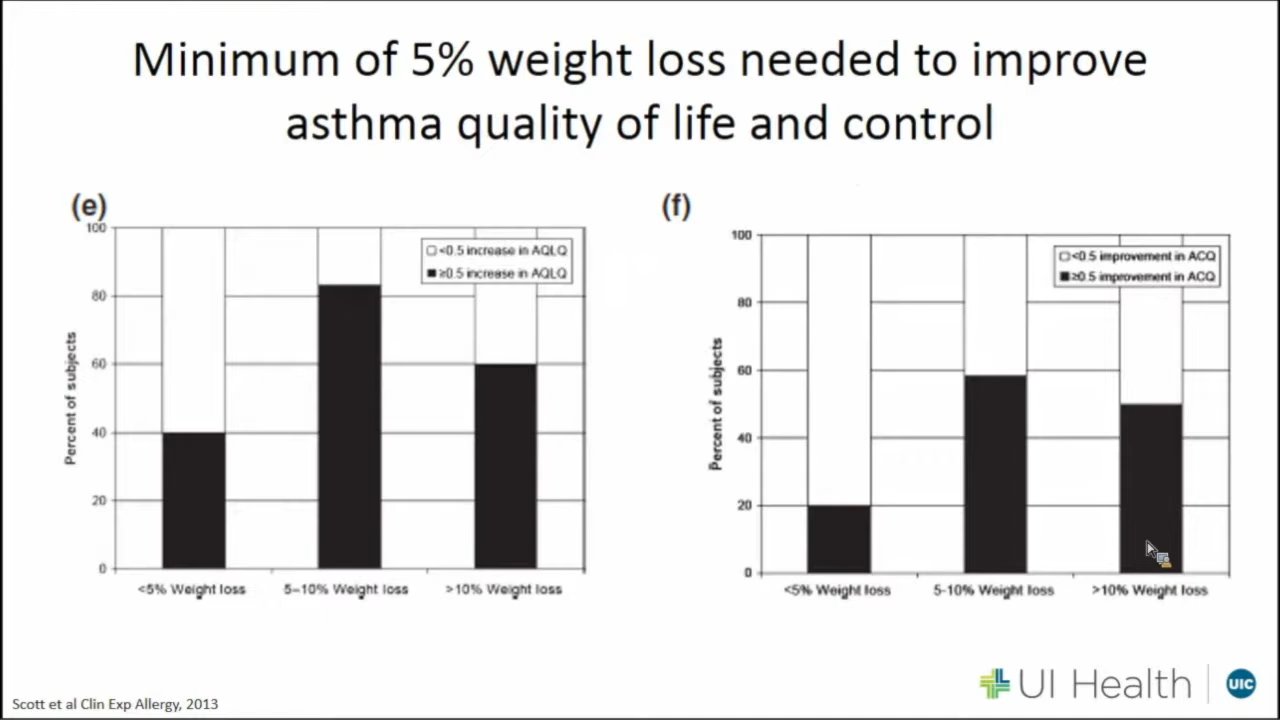 Minimum of 5% weight loss needed to improve
asthma quality of life and control
(e)
100
80
60
40
20
0
Percent of subjects
<0.5 increase in AQLQ
≥0.5 increase in AQLQ
<5% Weight loss
5–10% Weight loss
>10% Weight loss
(f)
100
80
60
40
20
0
Percent of subjects
<0.5 improvement in ACQ
≥0.5 improvement in ACQ
<5% Weight loss
5-10% Weight loss
>10% Weight loss
Scott et al Clin Exp Allergy, 2013
UI Health
UIC